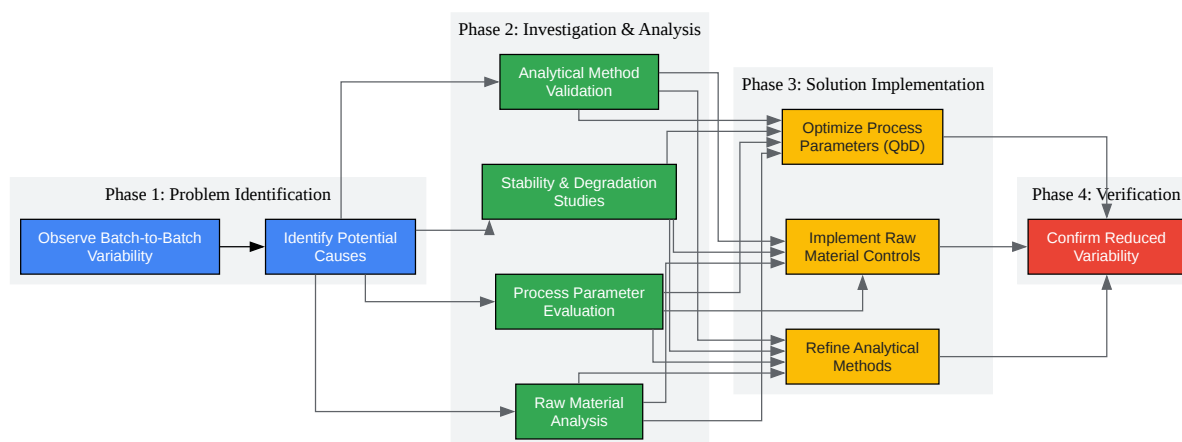 Phase 1: Problem Identification
Observe Batch-to-Batch
Variability
Identify Potential
Causes
Phase 2: Investigation & Analysis
Analytical Method
Validation
Stability & Degradation
Studies
Process Parameter
Evaluation
Raw Material
Analysis
Phase 3: Solution Implementation
Optimize Process
Parameters (QbD)
Implement Raw
Material Controls
Refine Analytical
Methods
Phase 4: Verification
Confirm Reduced
Variability